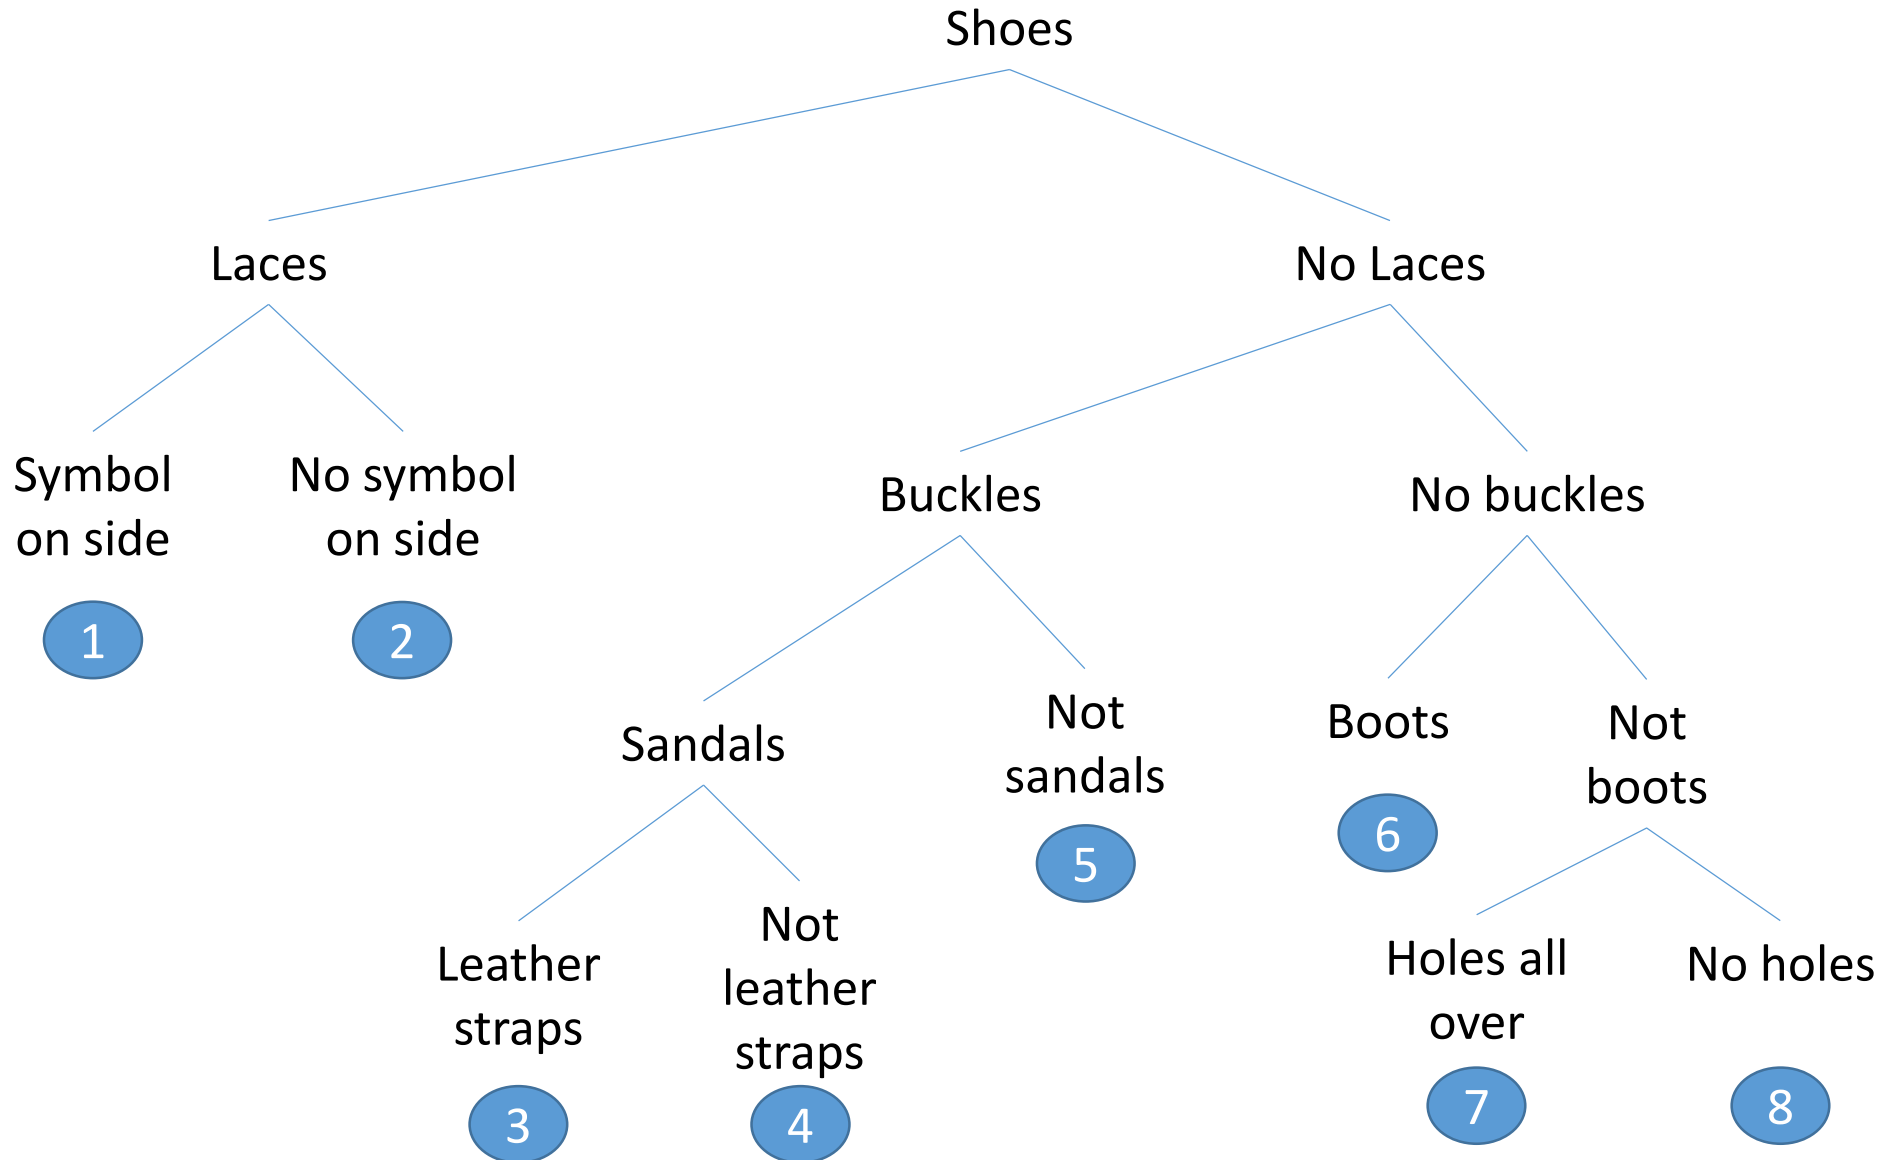 Shoes
Laces
No Laces
Symbol
on side
1
No symbol
on side
2
Buckles
No buckles
Sandals
Not
sandals
5
Boots
6
Not
boots
Leather
straps
3
Not
leather
straps
4
Holes all
over
7
No holes
8